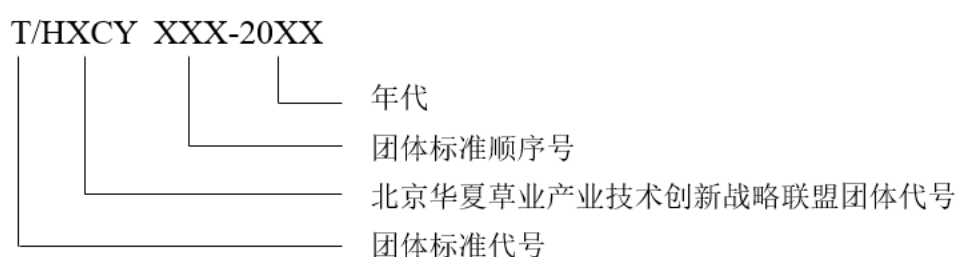 T/HXCY XXX-20XX
年代
团体标准顺序号
北京华夏草业产业技术创新战略联盟团体代号
团体标准代号